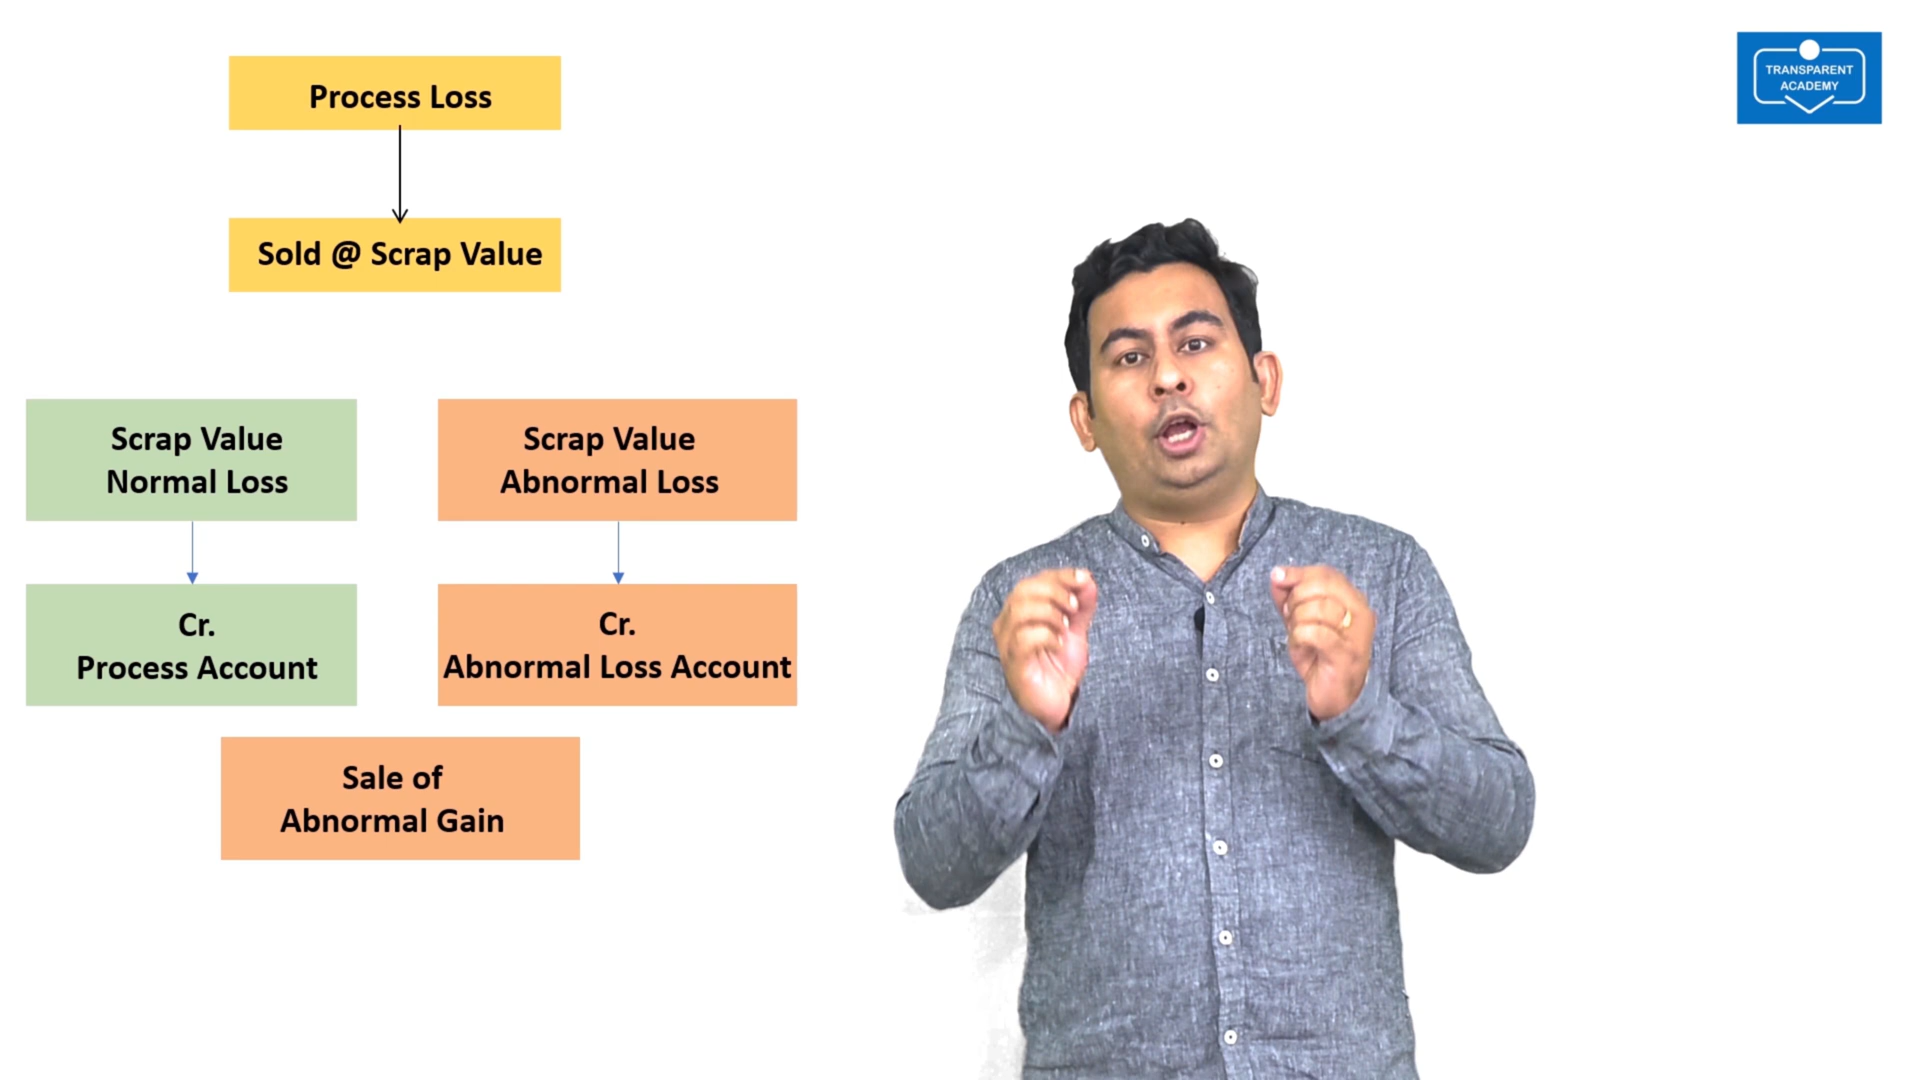 Process Loss
Sold @ Scrap Value
Scrap Value
Normal Loss
Scrap Value
Abnormal Loss
Cr.
Process Account
Cr.
Abnormal Loss Account
Sale of
Abnormal Gain
TRANSPARENT
ACADEMY